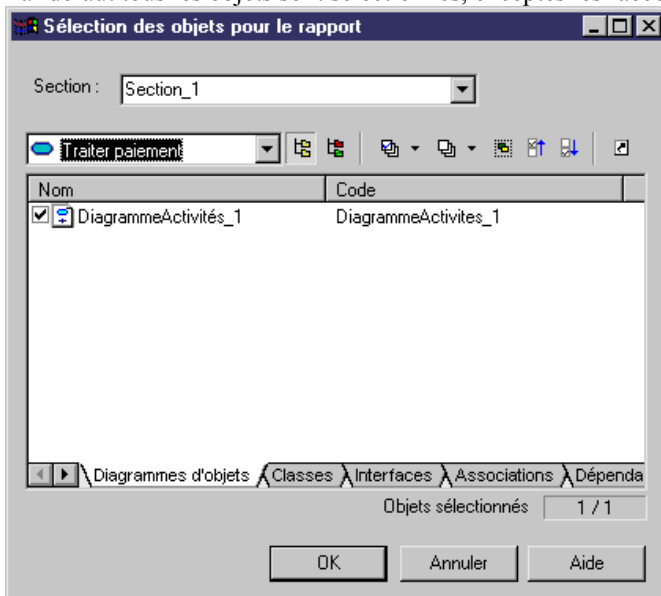 Sélection des objets pour le rapport
Section :
Section_1
Traiter paiement
Nom Code
DiagrammeActivités_1 DiagrammeActivites_1
Diagrammes d'objets Classes Interfaces Associations Dépenda
Objets sélectionnés 1 / 1
OK Annuler Aide